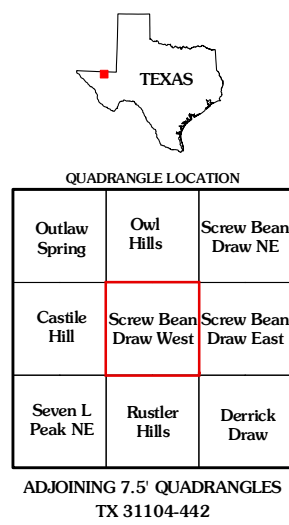 TEXAS
QUADRANGLE LOCATION
Outlaw
Spring
Owl
Hills
Screw Bean
Draw NE
Castile
Hill
Screw Bean
Draw West
Screw Bean
Draw East
Seven L
Peak NE
Rustler
Hills
Derrick
Draw
ADJOINING 7.5' QUADRANGLES
TX 31104-442